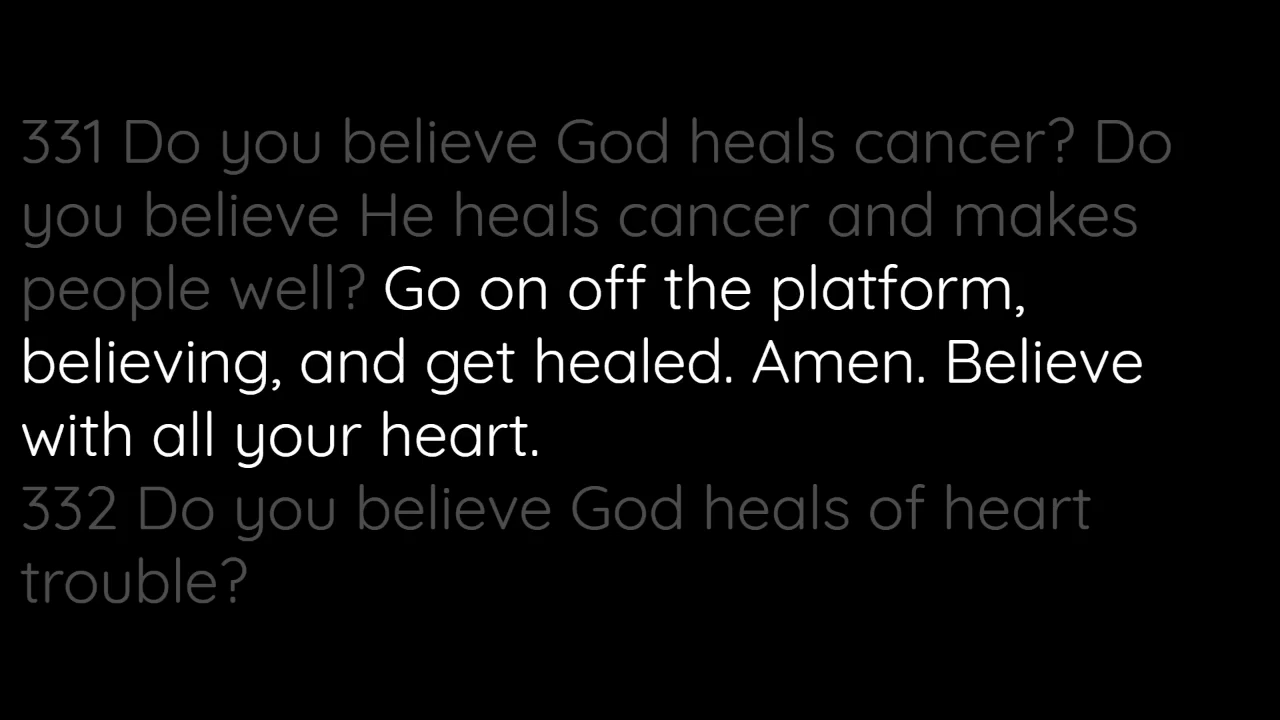 331 Do you believe God heals cancer? Do
you believe He heals cancer and makes
people well? Go on off the platform,
believing, and get healed. Amen. Believe
with all your heart.
332 Do you believe God heals of heart
trouble?